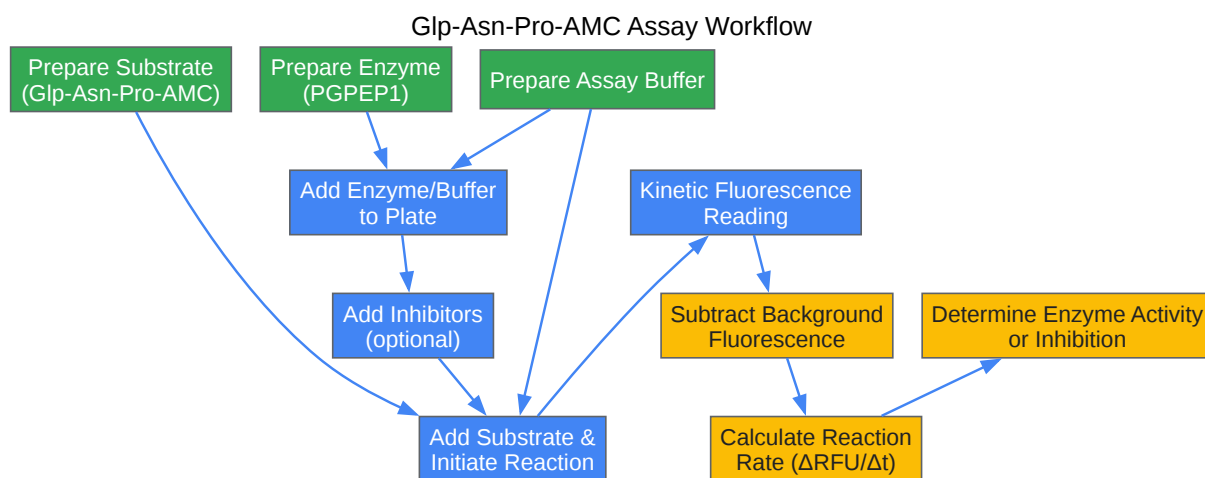 Glp-Asn-Pro-AMC Assay Workflow
Prepare Substrate
(Glp-Asn-Pro-AMC)
Prepare Enzyme
(PGPEP1)
Prepare Assay Buffer
Add Enzyme/Buffer
to Plate
Kinetic Fluorescence
Reading
Add Inhibitors
(optional)
Subtract Background
Fluorescence
Determine Enzyme Activity
or Inhibition
Add Substrate &
Initiate Reaction
Calculate Reaction
Rate (ΔRFU/Δt)